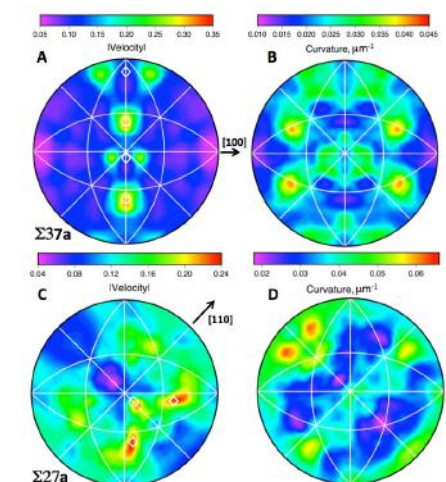 |Velocity|
0.05 0.10 0.15 0.20 0.25 0.30 0.35
A
[100]
Σ37a
Curvature, μm⁻¹
0.010 0.015 0.020 0.025 0.030 0.035 0.040 0.045
B
0.04 0.08 0.12 0.16 0.20 0.24
|Velocity|
C
[110]
Σ27a
0.02 0.03 0.04 0.05 0.06
Curvature, μm⁻¹
D